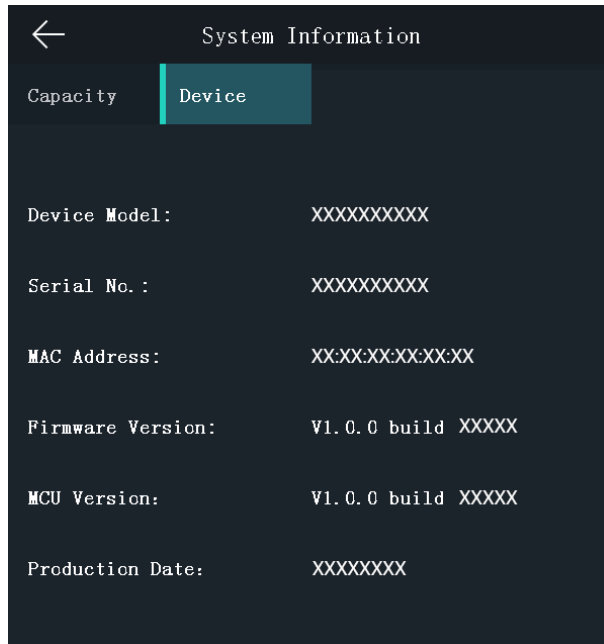 System Information
Capacity Device
Device Model: XXXXXXXXXX
Serial No.: XXXXXXXXXX
MAC Address: XX:XX:XX:XX:XX:XX
Firmware Version: V1.0.0 build XXXXX
MCU Version: V1.0.0 build XXXXX
Production Date: XXXXXXXX